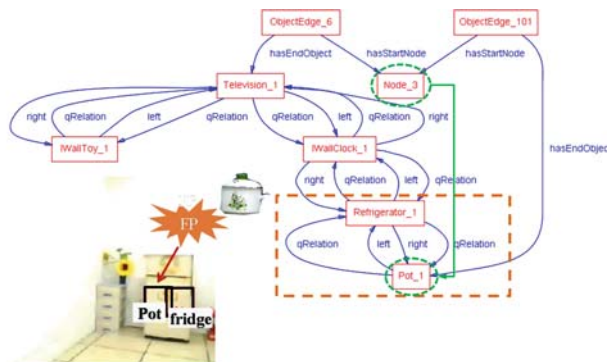 ObjectEdge_6
ObjectEdge_101
hasEndObject
hasStartNode
hasStartNode
Television_1
Node_3
right
qRelation
left
qRelation
qRelation
left
qRelation
right
IWallToy_1
IWallClock_1
hasEndObject
right
qRelation
left
qRelation
Refrigerator_1
FP
qRelation
left
right
qRelation
Pot_1
Pot
fridge